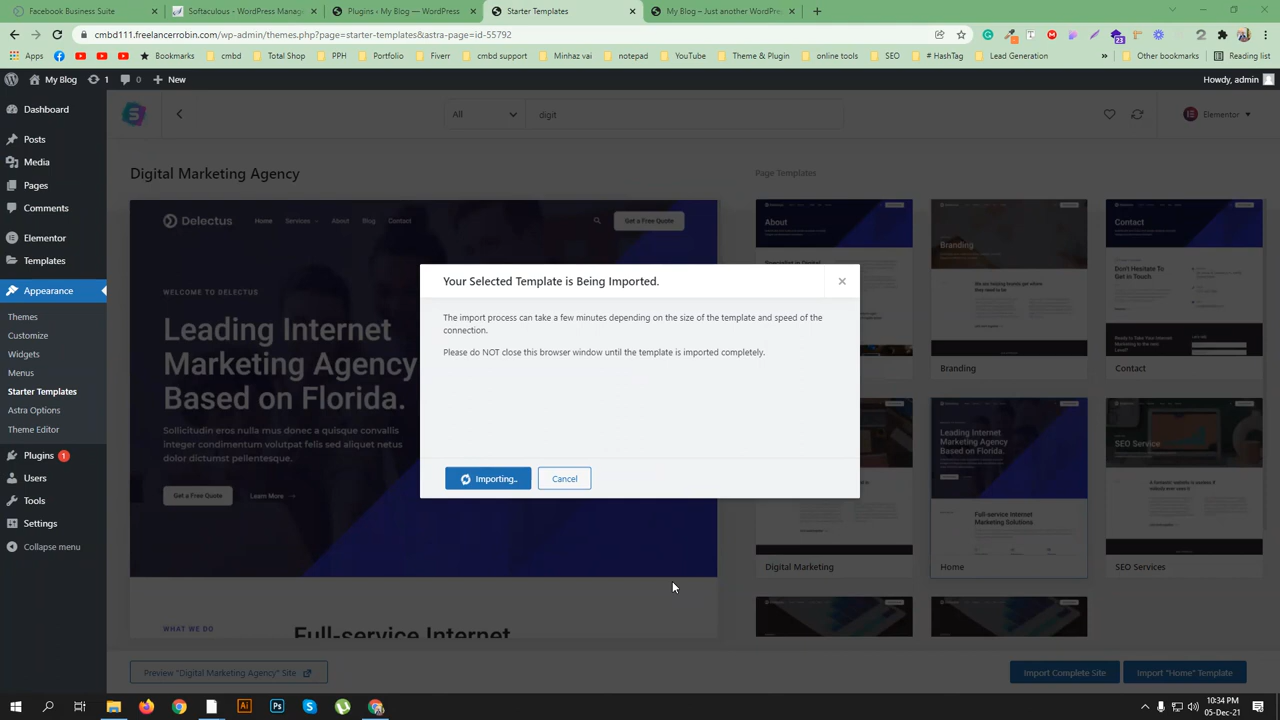 Facebook Business
Softaculous - WordPress Manag
Plugins ‹ My Blog — WordPress
Starter Templates
My Blog – Just another WordPres
cmbd111.freelancerrobin.com/wp-admin/themes.php?page=starter-templates&astra-page=id-55792
Apps
Bookmarks
cmbd
Total Shop
PPH
Portfolio
Fiverr
cmbd support
Minhaz vai
notepad
YouTube
Theme & Plugin
SEO
# HashTag
Lead Generation
Other bookmarks
Reading list
My Blog
1
0
New
Howdy, admin
Dashboard
Posts
Media
Pages
Comments
Elementor
Templates
Appearance
Themes
Customize
Widgets
Menus
Starter Templates
Astra Options
Theme Editor
Plugins 1
Users
Tools
Settings
Collapse menu
All
digit
Elementor
Digital Marketing Agency
Page Templates
Delectus
Home
Services
About
Blog
Contact
Get a Free Quote
WELCOME TO DELECTUS
Leading Internet
Marketing Agency
Based on Florida.
Sollicitudin eros nulla mus donec a quisque convallis
integer condimentum volutpat felis sed aliquet netus
dictumst pellentesque.
Get a Free Quote
Learn More
WHAT WE DO
Full-service Internet
Your Selected Template is Being Imported.
The import process can take a few minutes depending on the size of the template and speed of the
connection.
Please do NOT close this browser window until the template is imported completely.
Importing..
Cancel
About
Branding
Contact
Don't Hesitate To
Get in Touch
Branding
Contact
Leading Internet
Marketing Agency
Based on Florida.
SEO Service
Full-service Internet
Marketing Solutions
Digital Marketing
Home
SEO Services
Preview "Digital Marketing Agency" Site
Import Complete Site
Import "Home" Template
10:34 PM
05-Dec-21